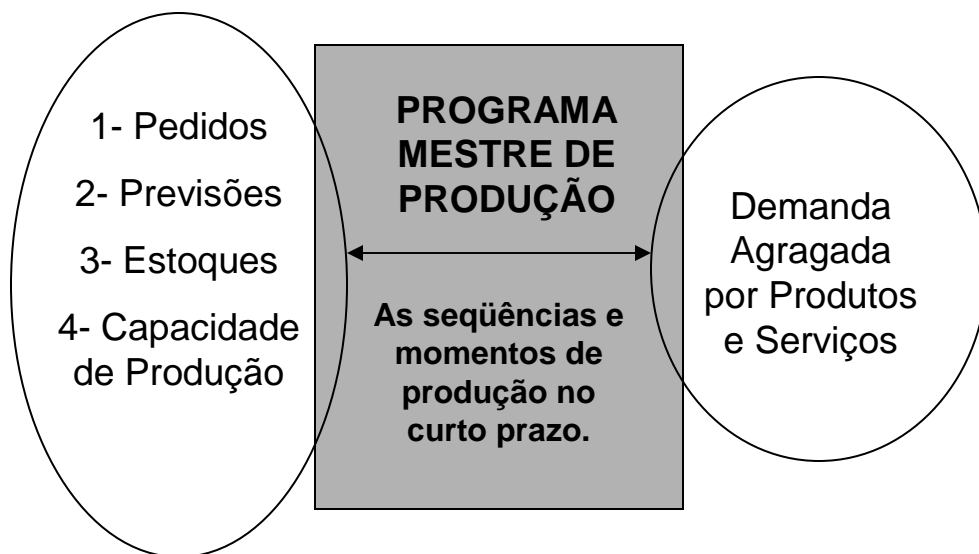 1- Pedidos
2- Previsões
3- Estoques
4- Capacidade
de Produção
PROGRAMA
MESTRE DE
PRODUÇÃO
As seqüências e
momentos de
produção no
curto prazo.
Demanda
Agragada
por Produtos
e Serviços